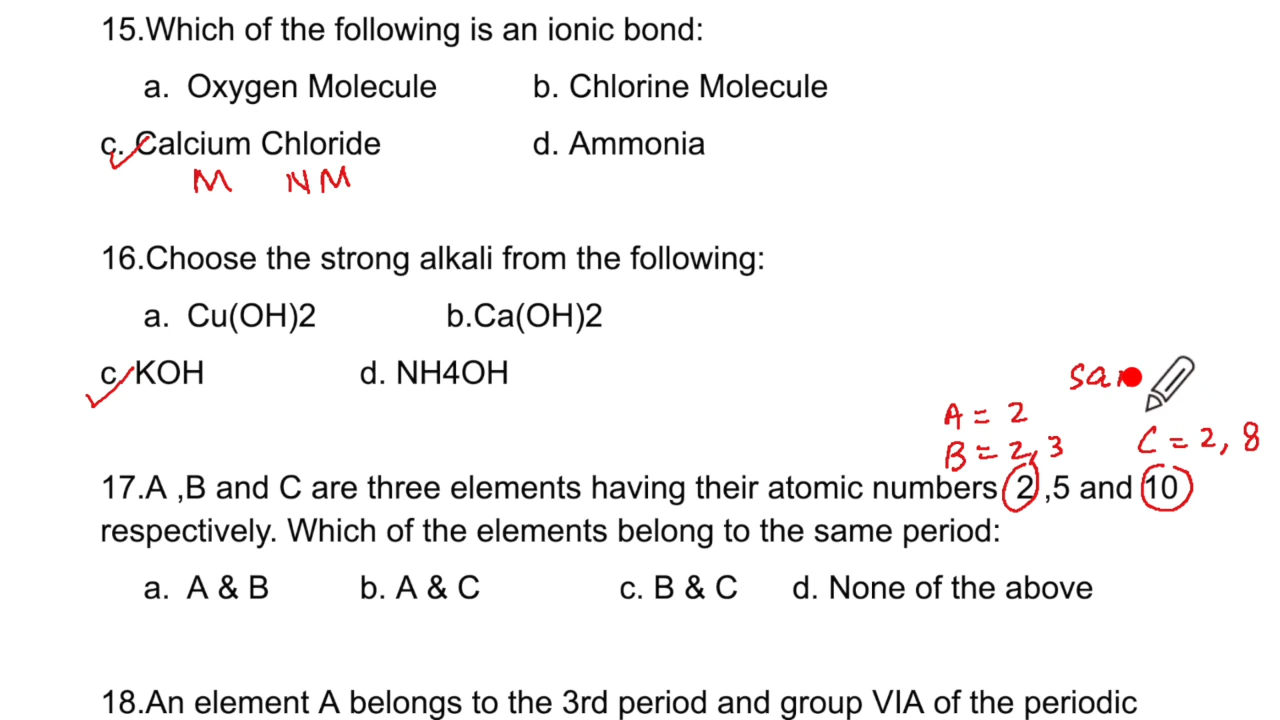 15.Which of the following is an ionic bond:
a. Oxygen Molecule b. Chlorine Molecule
c. Calcium Chloride d. Ammonia
M NM
16.Choose the strong alkali from the following:
a. Cu(OH)2 b.Ca(OH)2
c. KOH d. NH4OH
sa
A = 2
B = 2, 3 C = 2, 8
17.A ,B and C are three elements having their atomic numbers 2 ,5 and 10
respectively. Which of the elements belong to the same period:
a. A & B b. A & C c. B & C d. None of the above
18.An element A belongs to the 3rd period and group VIA of the periodic